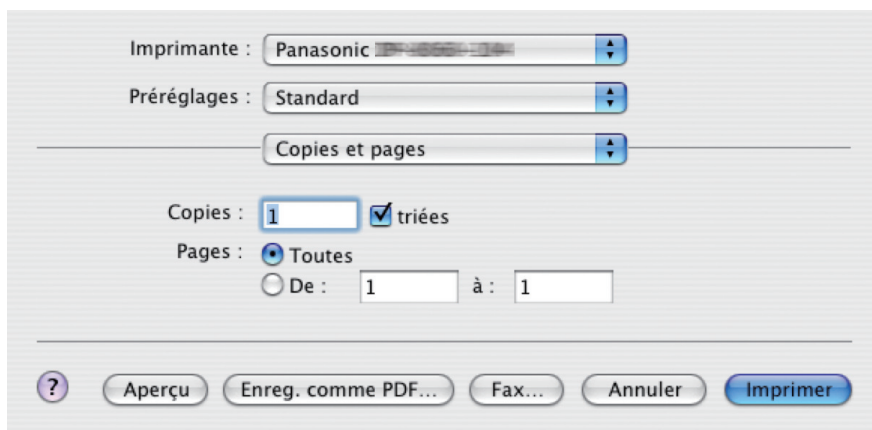 Imprimante : Panasonic
Préréglages : Standard
Copies et pages
Copies : 1 triées
Pages : Toutes
De : 1 à : 1
? Aperçu Enreg. comme PDF... Fax... Annuler Imprimer